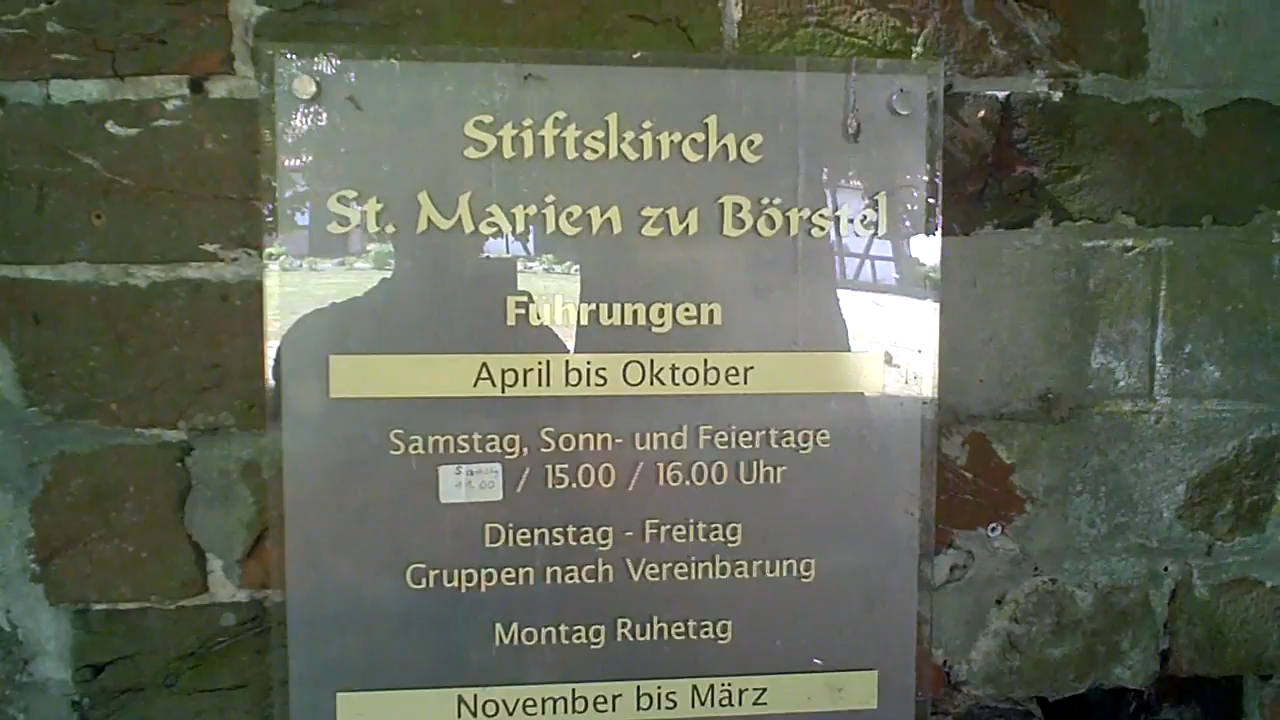 Stiftskirche
St. Marien zu Börstel
Führungen
April bis Oktober
Samstag, Sonn- und Feiertage
/ 15.00 / 16.00 Uhr
Dienstag - Freitag
Gruppen nach Vereinbarung
Montag Ruhetag
November bis März